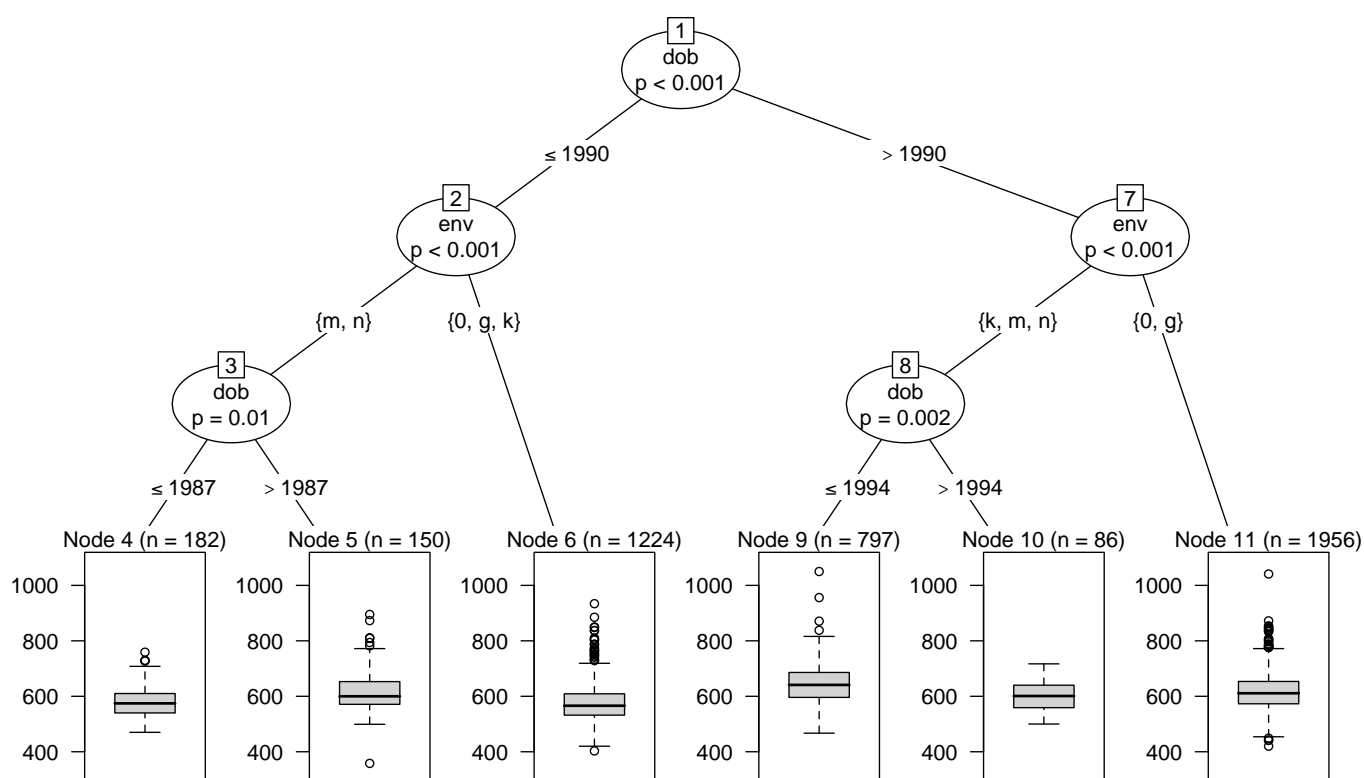 1
dob
p < 0.001
≤ 1990
> 1990
2
env
p < 0.001
7
env
p < 0.001
{m, n}
{0, g, k}
{k, m, n}
{0, g}
3
dob
p = 0.01
8
dob
p = 0.002
≤ 1987
> 1987
≤ 1994
> 1994
Node 4 (n = 182)
400
600
800
1000
Node 5 (n = 150)
400
600
800
1000
Node 6 (n = 1224)
400
600
800
1000
Node 9 (n = 797)
400
600
800
1000
Node 10 (n = 86)
400
600
800
1000
Node 11 (n = 1956)
400
600
800
1000